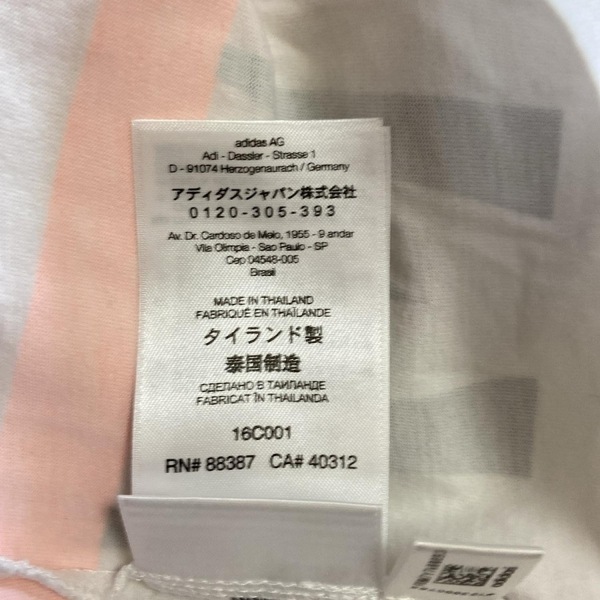 adidas AG
Adi - Dassler - Strasse 1
D - 91074 Herzogenaurach / Germany
アディダスジャパン株式会社
0120-305-393
Av. Dr. Cardoso de Melo, 1955 - 9 andar
Vila Olimpia - Sao Paulo - SP
Cep 04548-005
Brasil
MADE IN THAILAND
FABRIQUÉ EN THAÏLANDE
タイランド製
泰国制造
СДЕЛАНО В ТАИЛАНДЕ
FABRICAT ÎN THAILANDA
16C001
RN# 88387 CA# 40312